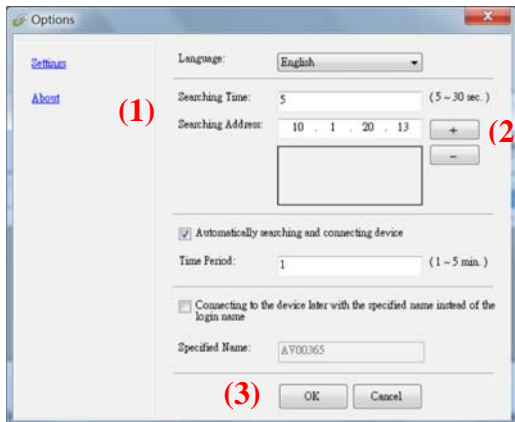 Options
Settings
About
Language:
English
(1)
Searching Time:
5
(5 ~ 30 sec.)
Searching Address:
10 . 1 . 20 . 13
+
(2
−
Automatically searching and connecting device
Time Period:
1
(1 ~ 5 min.)
Connecting to the device later with the specified name instead of the
login name
Specified Name:
AV00365
(3)
OK
Cancel